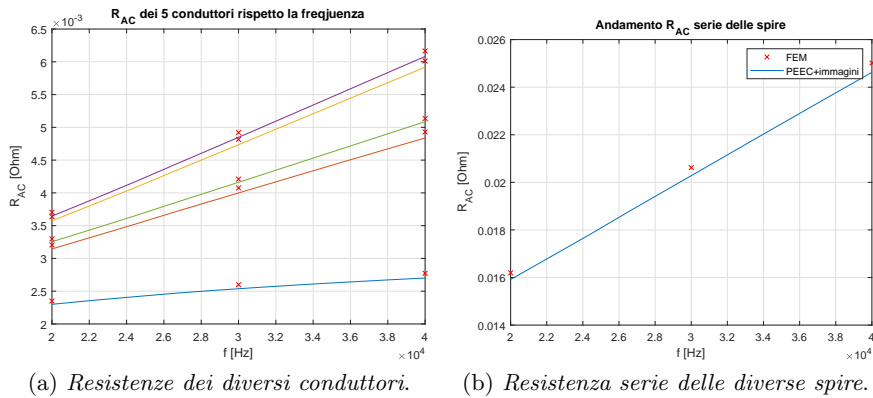 R_AC dei 5 conduttori rispetto la freqjuenza
×10⁻³
6.5
6
5.5
5
4.5
4
3.5
3
2.5
2
R_AC [Ohm]
2 2.2 2.4 2.6 2.8 3 3.2 3.4 3.6 3.8 4
f [Hz]
×10⁴
(a) Resistenze dei diversi conduttori.
Andamento R_AC serie delle spire
0.026
0.024
0.022
0.02
0.018
0.016
0.014
R_AC [Ohm]
FEM
PEEC+immagini
2 2.2 2.4 2.6 2.8 3 3.2 3.4 3.6 3.8 4
f [Hz]
×10⁴
(b) Resistenza serie delle diverse spire.